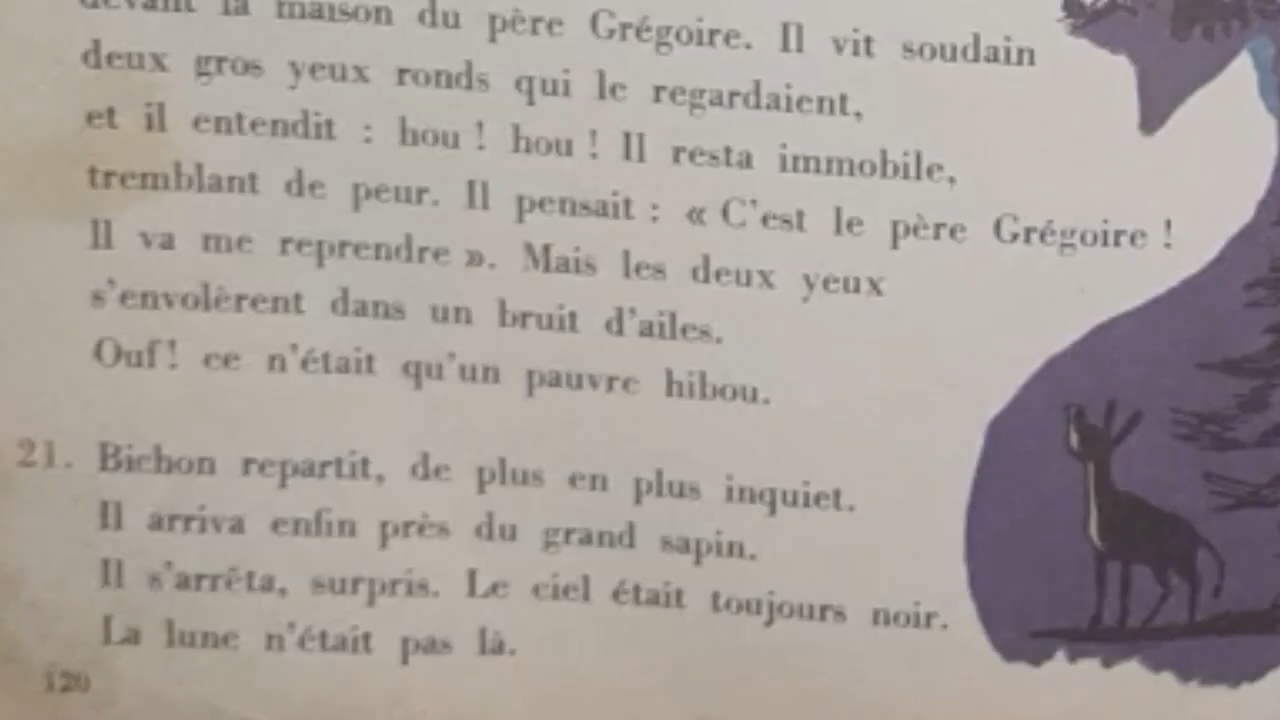 devant la maison du père Grégoire. Il vit soudain
deux gros yeux ronds qui le regardaient,
et il entendit : hou ! hou ! Il resta immobile,
tremblant de peur. Il pensait : « C'est le père Grégoire !
Il va me reprendre ». Mais les deux yeux
s'envolèrent dans un bruit d'ailes.
Ouf! ce n'était qu'un pauvre hibou.
21. Bichon repartit, de plus en plus inquiet.
Il arriva enfin près du grand sapin.
Il s'arrêta, surpris. Le ciel était toujours noir.
La lune n'était pas là.
120